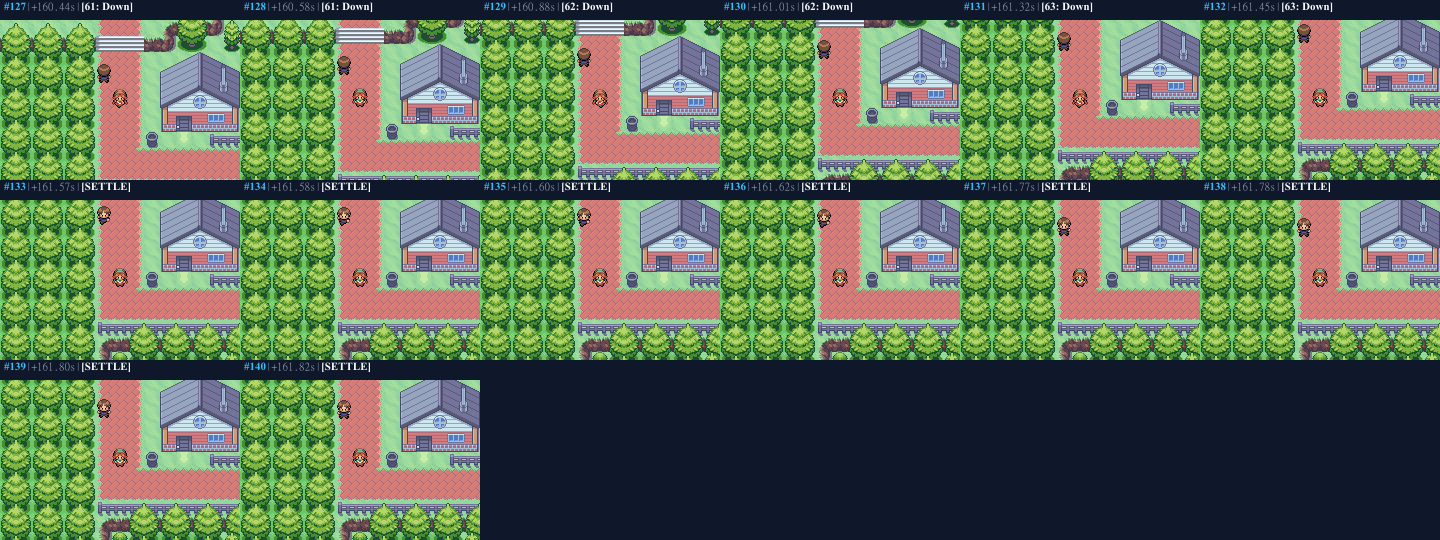 #127|+160.44s|[61: Down]
#128|+160.58s|[61: Down]
#129|+160.88s|[62: Down]
#130|+161.01s|[62: Down]
#131|+161.32s|[63: Down]
#132|+161.45s|[63: Down]
#133|+161.57s|[SETTLE]
#134|+161.58s|[SETTLE]
#135|+161.60s|[SETTLE]
#136|+161.62s|[SETTLE]
#137|+161.77s|[SETTLE]
#138|+161.78s|[SETTLE]
#139|+161.80s|[SETTLE]
#140|+161.82s|[SETTLE]